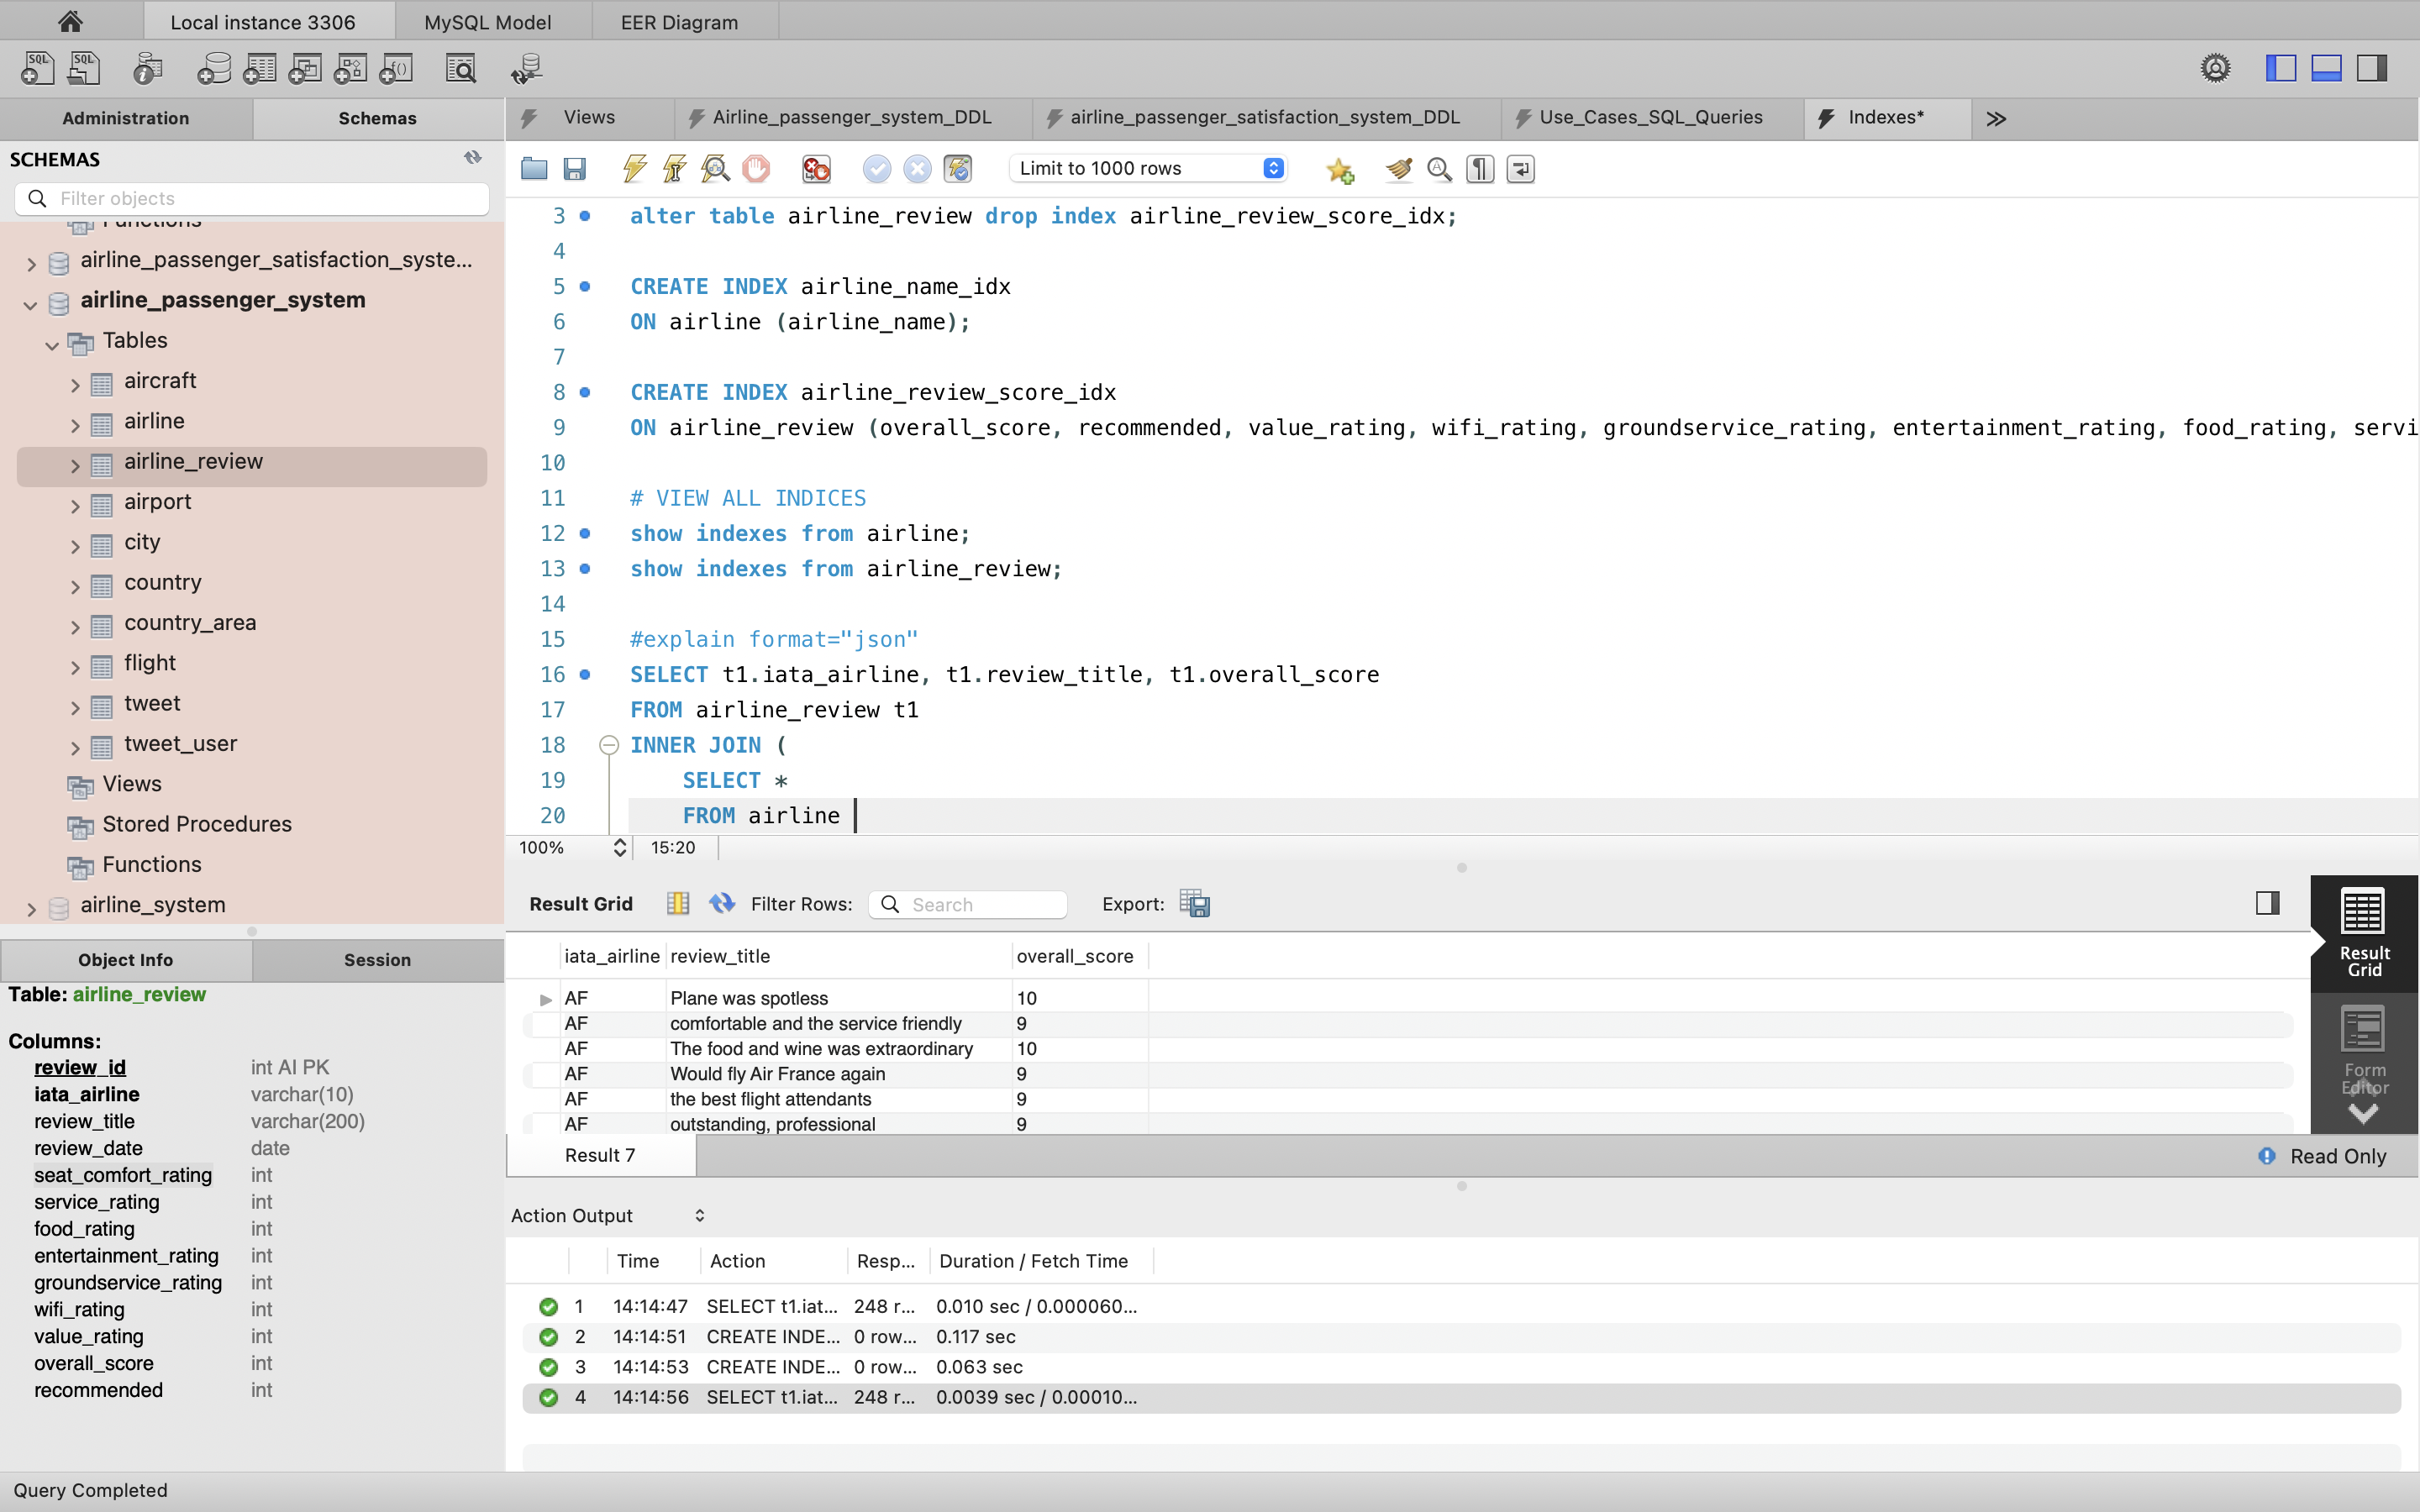 Local instance 3306
MySQL Model
EER Diagram
SQL
SQL
Administration
Schemas
SCHEMAS
Filter objects
Functions
airline_passenger_satisfaction_syste...
airline_passenger_system
Tables
aircraft
airline
airline_review
airport
city
country
country_area
flight
tweet
tweet_user
Views
Stored Procedures
Functions
airline_system
Object Info
Session
Table: airline_review
Columns:
review_id int AI PK
iata_airline varchar(10)
review_title varchar(200)
review_date date
seat_comfort_rating int
service_rating int
food_rating int
entertainment_rating int
groundservice_rating int
wifi_rating int
value_rating int
overall_score int
recommended int
Views
Airline_passenger_system_DDL
airline_passenger_satisfaction_system_DDL
Use_Cases_SQL_Queries
Indexes*
Limit to 1000 rows
3 alter table airline_review drop index airline_review_score_idx;
4
5 CREATE INDEX airline_name_idx
6 ON airline (airline_name);
7
8 CREATE INDEX airline_review_score_idx
9 ON airline_review (overall_score, recommended, value_rating, wifi_rating, groundservice_rating, entertainment_rating, food_rating, servi
10
11 # VIEW ALL INDICES
12 show indexes from airline;
13 show indexes from airline_review;
14
15 #explain format="json"
16 SELECT t1.iata_airline, t1.review_title, t1.overall_score
17 FROM airline_review t1
18 INNER JOIN (
19 SELECT *
20 FROM airline
100% 15:20
Result Grid Filter Rows: Search Export:
iata_airline review_title overall_score
AF Plane was spotless 10
AF comfortable and the service friendly 9
AF The food and wine was extraordinary 10
AF Would fly Air France again 9
AF the best flight attendants 9
AF outstanding, professional 9
Result
Grid
Form
Editor
Result 7
Read Only
Action Output
Time Action Resp... Duration / Fetch Time
1 14:14:47 SELECT t1.iat... 248 r... 0.010 sec / 0.000060...
2 14:14:51 CREATE INDE... 0 row... 0.117 sec
3 14:14:53 CREATE INDE... 0 row... 0.063 sec
4 14:14:56 SELECT t1.iat... 248 r... 0.0039 sec / 0.00010...
Query Completed